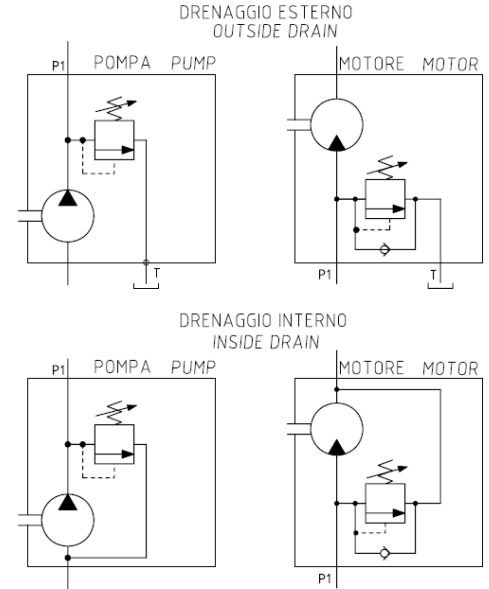 DRENAGGIO ESTERNO
OUTSIDE DRAIN
P1 POMPA PUMP
MOTORE MOTOR
T
P1 T
DRENAGGIO INTERNO
INSIDE DRAIN
P1 POMPA PUMP
MOTORE MOTOR
P1